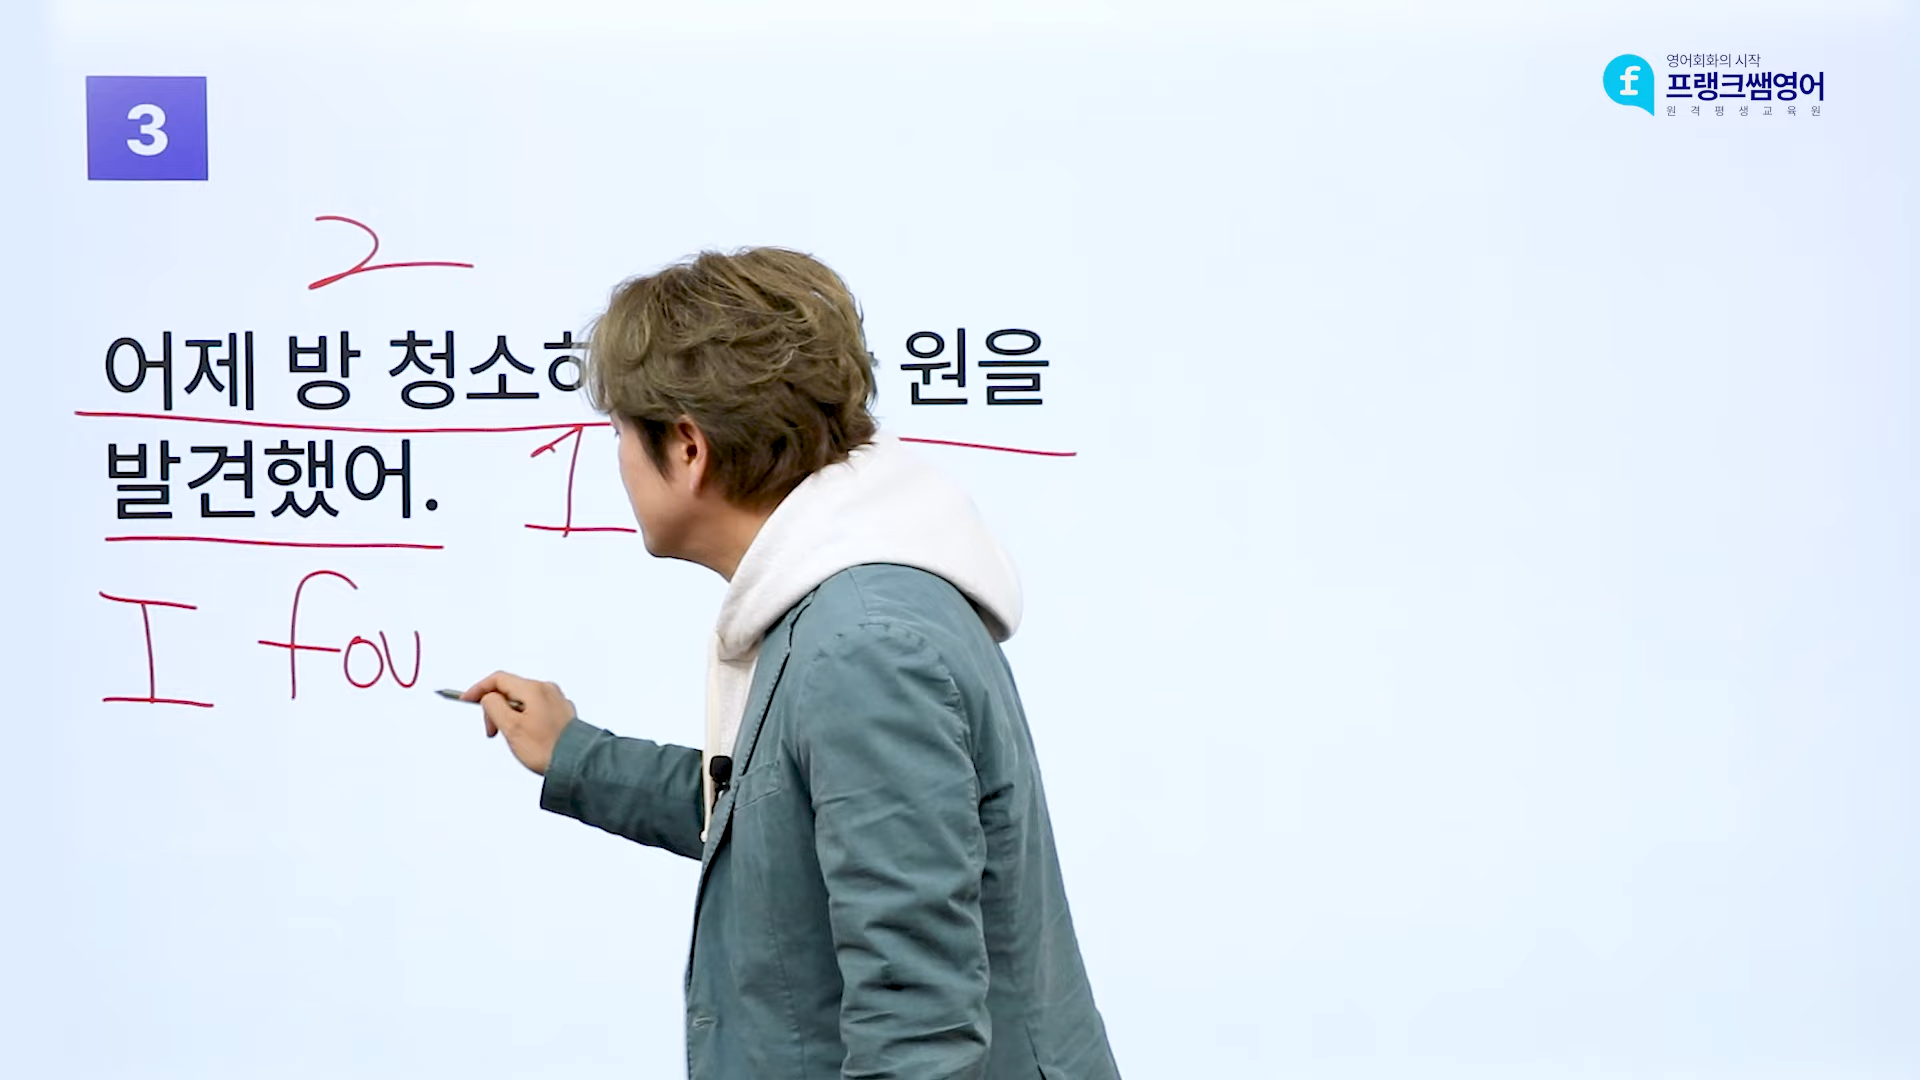 3
영어회화의 시작
프랭크쌤영어
원격평생교육원
2
어제 방 청소 원을
발견했어. 1
I fou